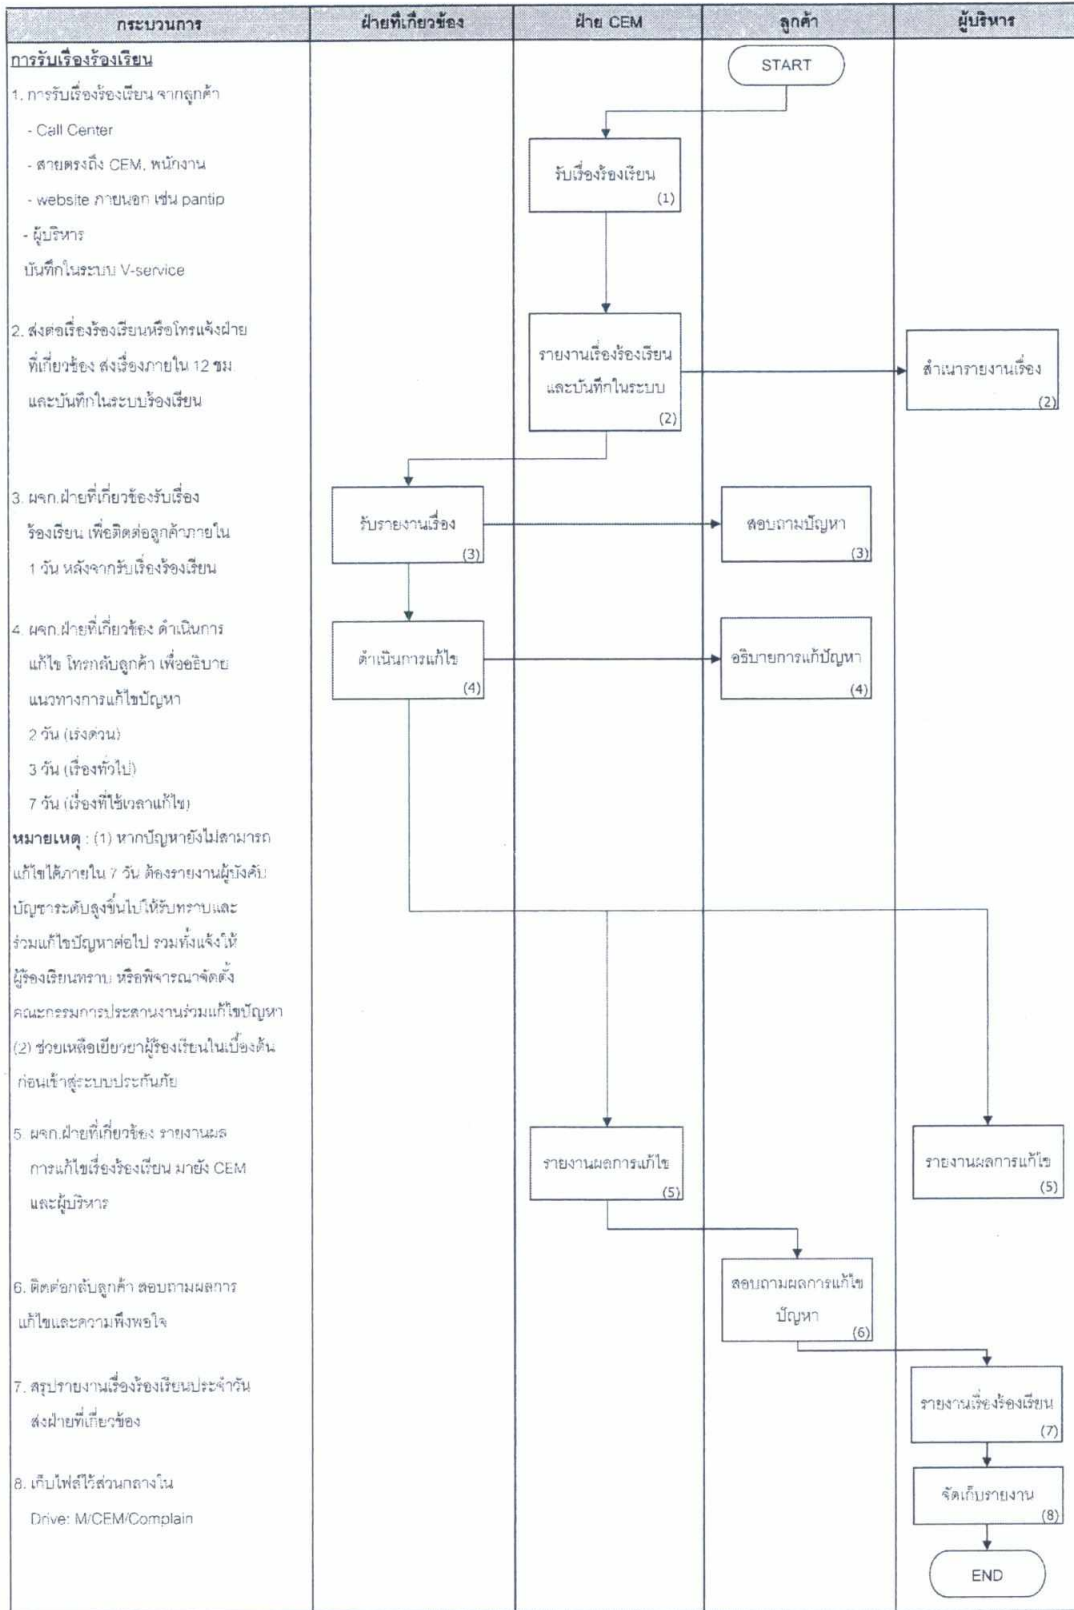 กระบวนการ
ฝ่ายที่เกี่ยวข้อง
ฝ่าย CEM
ลูกค้า
ผู้บริหาร
การรับเรื่องร้องเรียน
START
1. การรับเรื่องร้องเรียน จากลูกค้า
- Call Center
- สายตรงถึง CEM, พนักงาน
- website ภายนอก เช่น pantip
- ผู้บริหาร
บันทึกในระบบ V-service
รับเรื่องร้องเรียน
(1)
2. ส่งต่อเรื่องร้องเรียนหรือโทรแจ้งฝ่าย
ที่เกี่ยวข้อง ส่งเรื่องภายใน 12 ชม.
และบันทึกในระบบร้องเรียน
รายงานเรื่องร้องเรียน
และบันทึกในระบบ
(2)
สำเนารายงานเรื่อง
(2)
3. ผจก.ฝ่ายที่เกี่ยวข้องรับเรื่อง
ร้องเรียน เพื่อติดต่อลูกค้าภายใน
1 วัน หลังจากรับเรื่องร้องเรียน
รับรายงานเรื่อง
(3)
สอบถามปัญหา
(3)
4. ผจก.ฝ่ายที่เกี่ยวข้อง ดำเนินการ
แก้ไข โทรกลับลูกค้า เพื่ออธิบาย
แนวทางการแก้ไขปัญหา
2 วัน (เร่งด่วน)
3 วัน (เรื่องทั่วไป)
7 วัน (เรื่องที่ใช้เวลาแก้ไข)
ดำเนินการแก้ไข
(4)
อธิบายการแก้ปัญหา
(4)
หมายเหตุ : (1) หากปัญหายังไม่สามารถ
แก้ไขได้ภายใน 7 วัน ต้องรายงานผู้บังคับ
บัญชาระดับสูงขึ้นไปให้รับทราบและ
ร่วมแก้ไขปัญหาต่อไป รวมทั้งแจ้งให้
ผู้ร้องเรียนทราบ หรือพิจารณาจัดตั้ง
คณะกรรมการประสานงานร่วมแก้ไขปัญหา
(2) ช่วยเหลือเยียวยาผู้ร้องเรียนในเบื้องต้น
ก่อนเข้าสู่ระบบประกันภัย
5. ผจก.ฝ่ายที่เกี่ยวข้อง รายงานผล
การแก้ไขเรื่องร้องเรียน มายัง CEM
และผู้บริหาร
รายงานผลการแก้ไข
(5)
รายงานผลการแก้ไข
(5)
6. ติดต่อกลับลูกค้า สอบถามผลการ
แก้ไขและความพึงพอใจ
สอบถามผลการแก้ไข
ปัญหา
(6)
7. สรุปรายงานเรื่องร้องเรียนประจำวัน
ส่งฝ่ายที่เกี่ยวข้อง
รายงานเรื่องร้องเรียน
(7)
8. เก็บไฟล์ไว้ส่วนกลางใน
Drive: M/CEM/Complain
จัดเก็บรายงาน
(8)
END